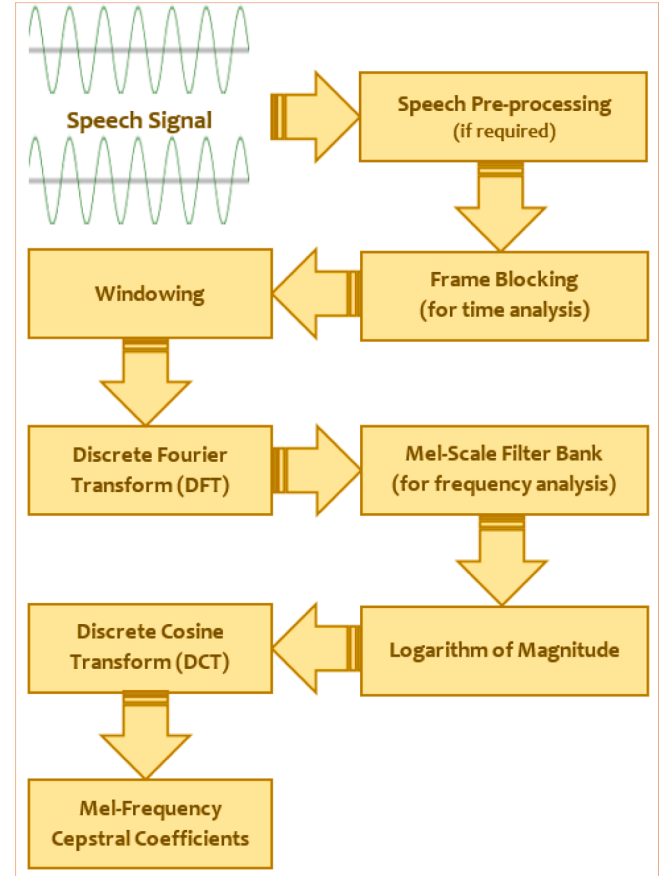 Speech Signal
Speech Pre-processing
(if required)
Frame Blocking
(for time analysis)
Windowing
Discrete Fourier
Transform (DFT)
Mel-Scale Filter Bank
(for frequency analysis)
Logarithm of Magnitude
Discrete Cosine
Transform (DCT)
Mel-Frequency
Cepstral Coefficients